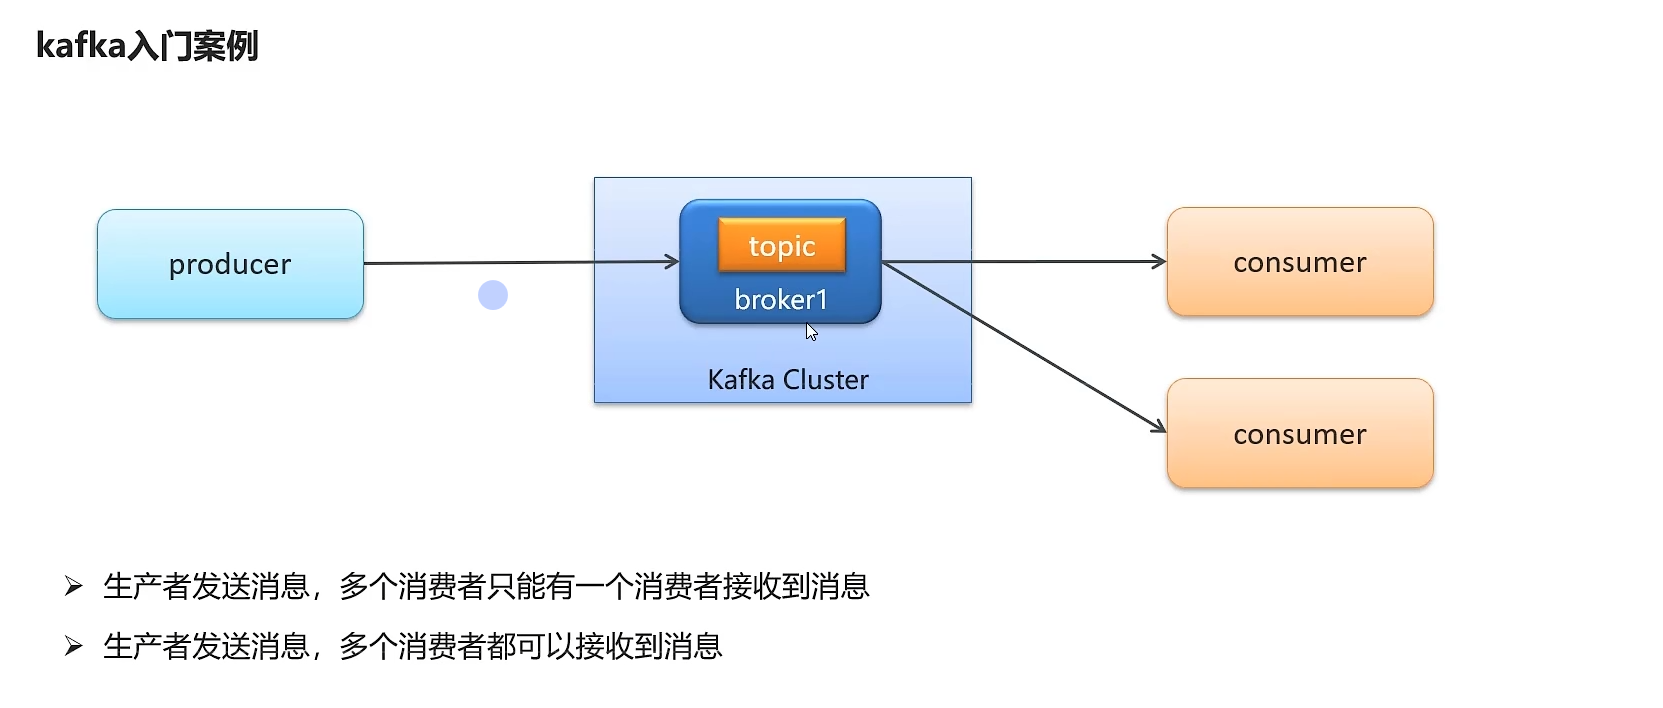 kafka入门案例
producer
topic
broker1
Kafka Cluster
consumer
consumer
生产者发送消息，多个消费者只能有一个消费者接收到消息
生产者发送消息，多个消费者都可以接收到消息